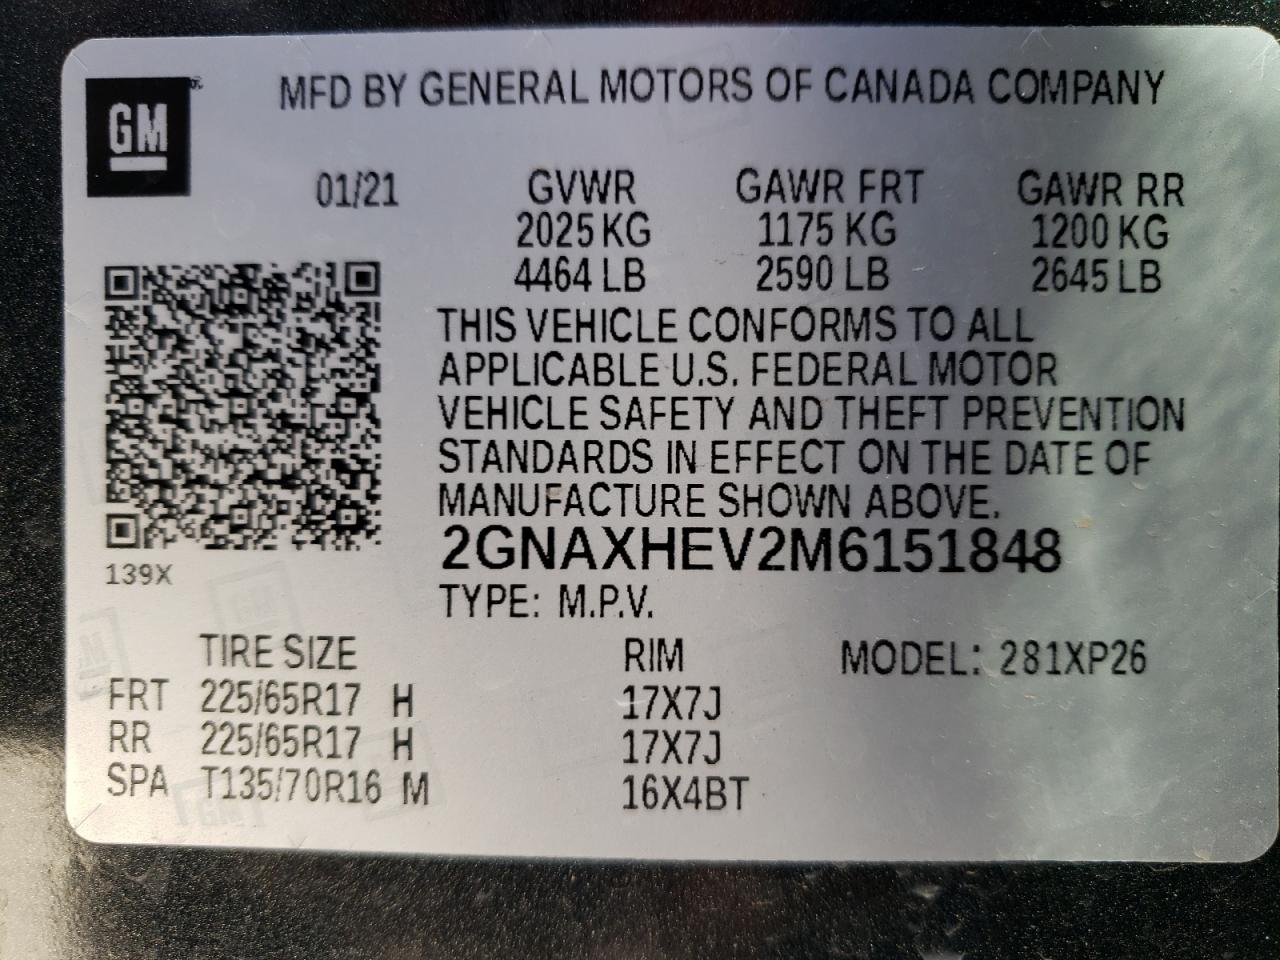 GM
MFD BY GENERAL MOTORS OF CANADA COMPANY
01/21 GVWR GAWR FRT GAWR RR
2025 KG 1175 KG 1200 KG
4464 LB 2590 LB 2645 LB
THIS VEHICLE CONFORMS TO ALL
APPLICABLE U.S. FEDERAL MOTOR
VEHICLE SAFETY AND THEFT PREVENTION
STANDARDS IN EFFECT ON THE DATE OF
MANUFACTURE SHOWN ABOVE.
2GNAXHEV2M6151848
139X
TYPE: M.P.V.
TIRE SIZE RIM MODEL: 281XP26
FRT 225/65R17 H 17X7J
RR 225/65R17 H 17X7J
SPA T135/70R16 M 16X4BT